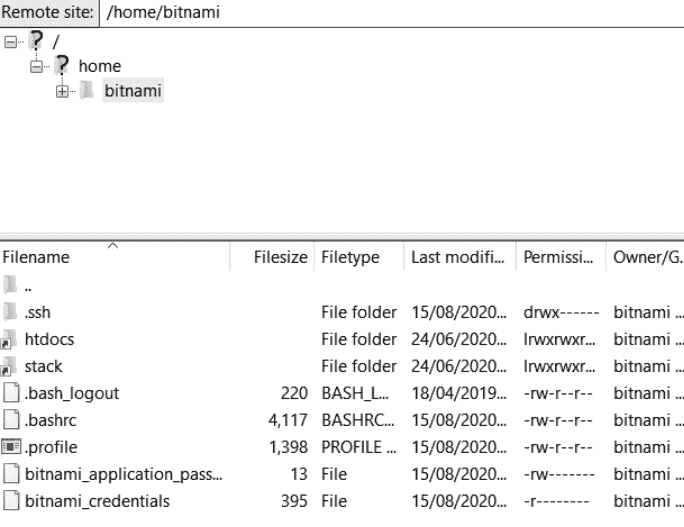 Remote site: /home/bitnami
? /
? home
bitnami
Filename Filesize Filetype Last modifi... Permissi... Owner/G...
..
.ssh File folder 15/08/2020... drwx------ bitnami ...
htdocs File folder 24/06/2020... lrwxrwxr... bitnami ...
stack File folder 24/06/2020... lrwxrwxr... bitnami ...
.bash_logout 220 BASH_L... 18/04/2019... -rw-r--r-- bitnami ...
.bashrc 4,117 BASHRC... 15/08/2020... -rw-r--r-- bitnami ...
.profile 1,398 PROFILE ... 15/08/2020... -rw-r--r-- bitnami ...
bitnami_application_pass... 13 File 15/08/2020... -rw------- bitnami ...
bitnami_credentials 395 File 15/08/2020... -r-------- bitnami ...